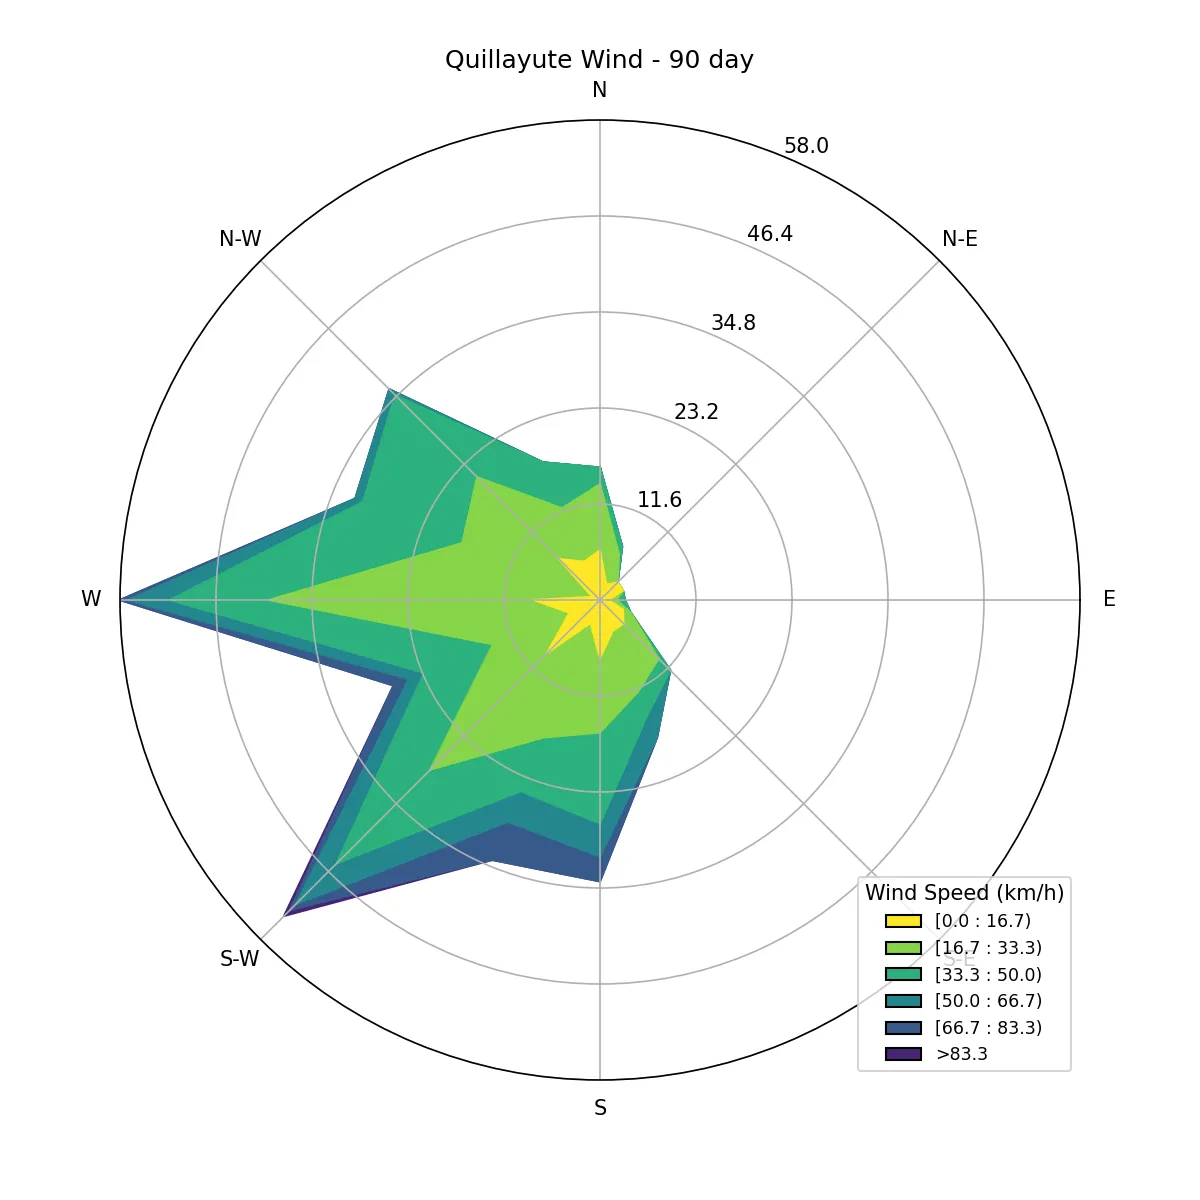 Quillayute Wind - 90 day
N
58.0
N-W
46.4
N-E
34.8
23.2
11.6
W
E
S-W
S-E
S
Wind Speed (km/h)
[0.0 : 16.7)
[16.7 : 33.3)
[33.3 : 50.0)
[50.0 : 66.7)
[66.7 : 83.3)
>83.3